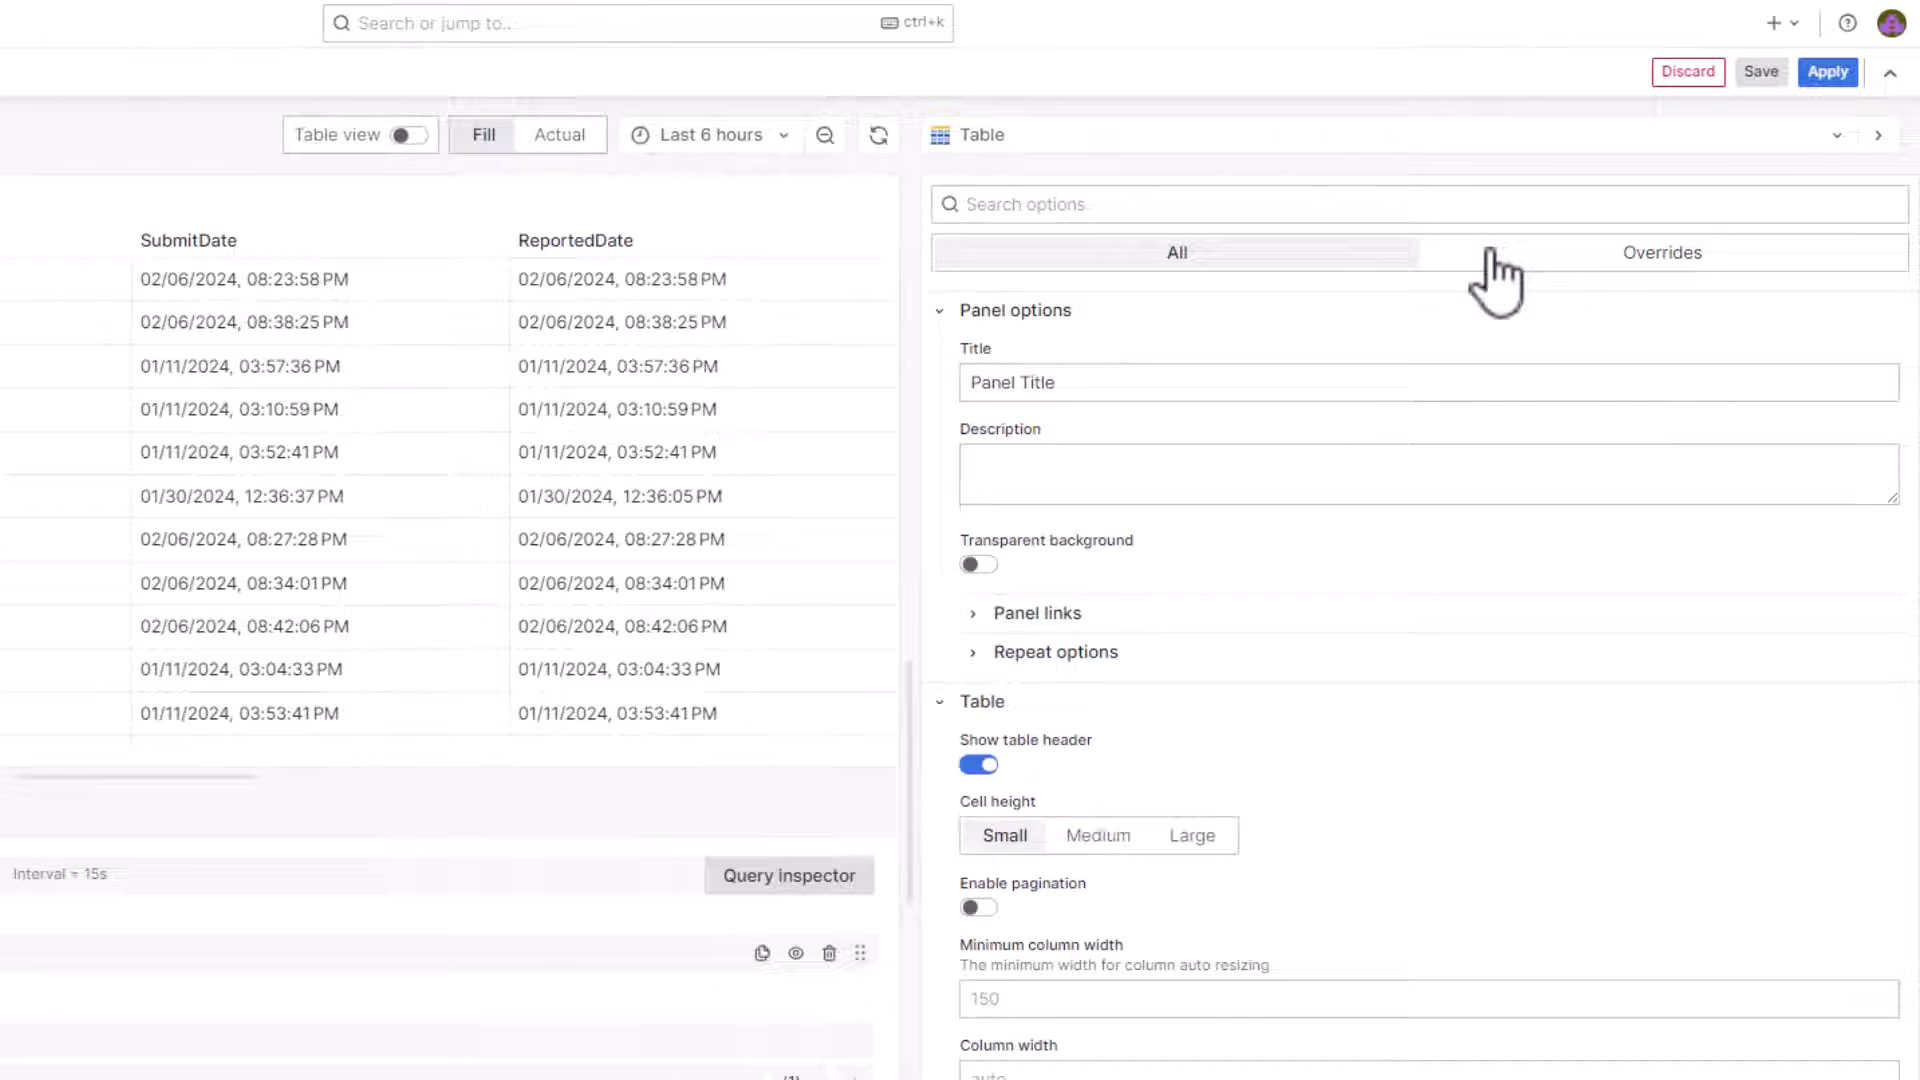 Search or jump to...
ctrl+k
Discard
Save
Apply
Table view
Fill
Actual
Last 6 hours
Table
Search options
All
Overrides
SubmitDate
ReportedDate
02/06/2024, 08:23:58 PM
02/06/2024, 08:23:58 PM
02/06/2024, 08:38:25 PM
02/06/2024, 08:38:25 PM
01/11/2024, 03:57:36 PM
01/11/2024, 03:57:36 PM
01/11/2024, 03:10:59 PM
01/11/2024, 03:10:59 PM
01/11/2024, 03:52:41 PM
01/11/2024, 03:52:41 PM
01/30/2024, 12:36:37 PM
01/30/2024, 12:36:05 PM
02/06/2024, 08:27:28 PM
02/06/2024, 08:27:28 PM
02/06/2024, 08:34:01 PM
02/06/2024, 08:34:01 PM
02/06/2024, 08:42:06 PM
02/06/2024, 08:42:06 PM
01/11/2024, 03:04:33 PM
01/11/2024, 03:04:33 PM
01/11/2024, 03:53:41 PM
01/11/2024, 03:53:41 PM
Interval = 15s
Query inspector
Panel options
Title
Panel Title
Description
Transparent background
Panel links
Repeat options
Table
Show table header
Cell height
Small
Medium
Large
Enable pagination
Minimum column width
The minimum width for column auto resizing
150
Column width
auto